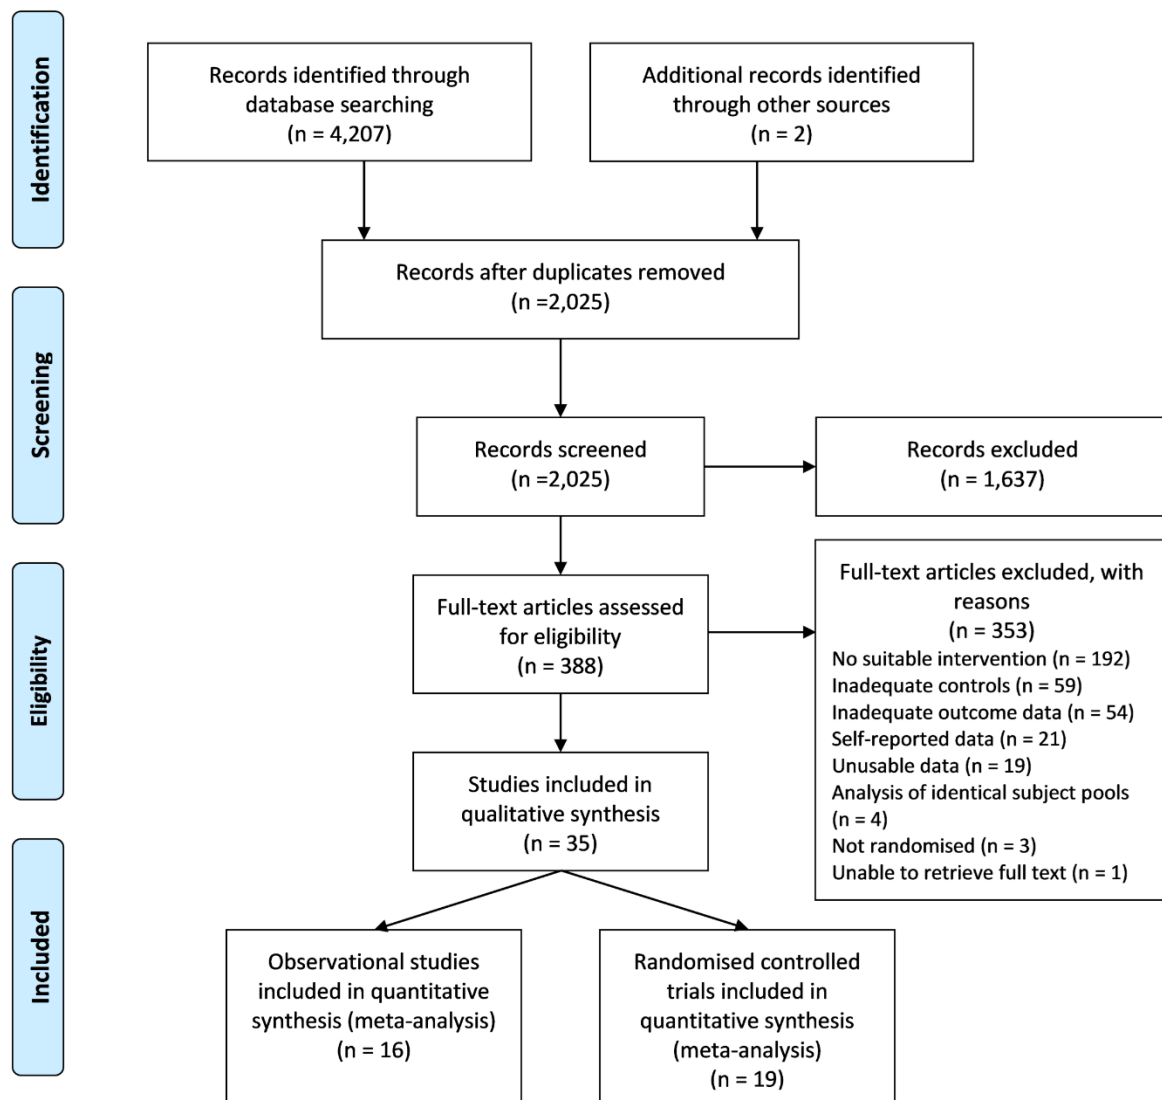 Identification
Records identified through
database searching
(n = 4,207)
Additional records identified
through other sources
(n = 2)
Records after duplicates removed
(n =2,025)
Screening
Records screened
(n =2,025)
Records excluded
(n = 1,637)
Eligibility
Full-text articles assessed
for eligibility
(n = 388)
Full-text articles excluded, with
reasons
(n = 353)
No suitable intervention (n = 192)
Inadequate controls (n = 59)
Inadequate outcome data (n = 54)
Self-reported data (n = 21)
Unusable data (n = 19)
Analysis of identical subject pools
(n = 4)
Not randomised (n = 3)
Unable to retrieve full text (n = 1)
Studies included in
qualitative synthesis
(n = 35)
Included
Observational studies
included in quantitative
synthesis (meta-analysis)
(n = 16)
Randomised controlled
trials included in
quantitative synthesis
(meta-analysis)
(n = 19)